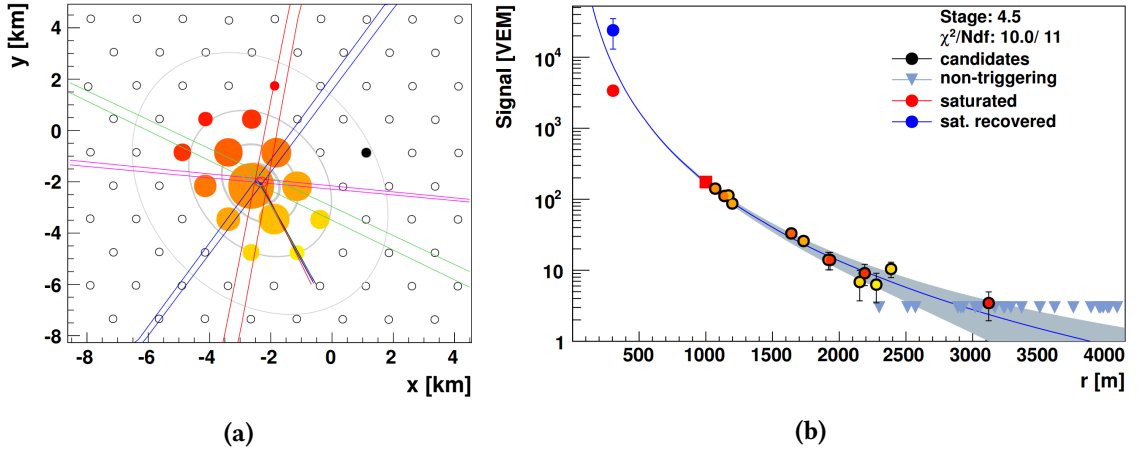 y [km]
4
2
0
-2
-4
-6
-8
-8 -6 -4 -2 0 2 4
x [km]
(a)
Signal [VEM]
10⁴
10³
10²
10
1
Stage: 4.5
χ²/Ndf: 10.0/ 11
candidates
non-triggering
saturated
sat. recovered
500 1000 1500 2000 2500 3000 3500 4000
r [m]
(b)